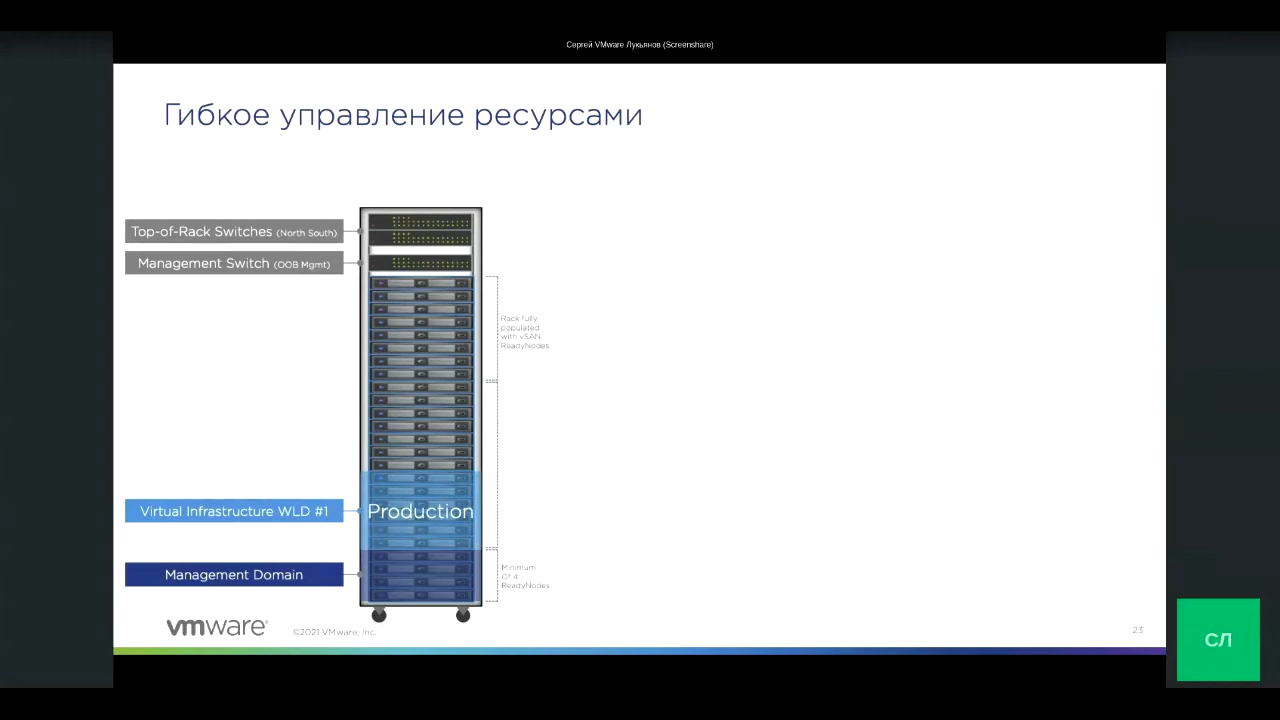 Сергей VMware Лукьянов (Screenshare)
Гибкое управление ресурсами
Top-of-Rack Switches (North South)
Management Switch (OOB Mgmt)
Rack fully
populated
with vSAN
ReadyNodes
Virtual Infrastructure WLD #1
Production
Management Domain
Minimum
Of 4
ReadyNodes
vmware®
©2021 VMware, Inc.
23
СЛ